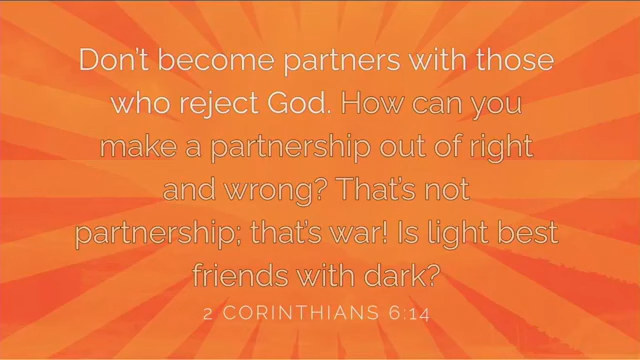 Don't become partners with those
who reject God. How can you
make a partnership out of right
and wrong? That's not
partnership; that's war! Is light best
friends with dark?
2 CORINTHIANS 6:14